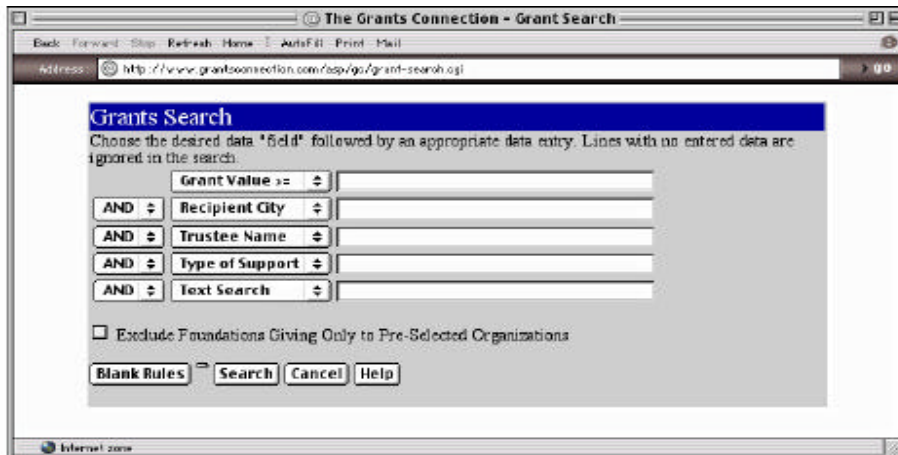 The Grants Connection - Grant Search
Back Forward Stop Refresh Home AutoFill Print Mail
Address: http://www.grantsconnection.com/asp/go/grant-search.cgi go
Grants Search
Choose the desired data "field" followed by an appropriate data entry. Lines with no entered data are
ignored in the search.
Grant Value >=
AND Recipient City
AND Trustee Name
AND Type of Support
AND Text Search
Exclude Foundations Giving Only to Pre-Selected Organizations
Blank Rules Search Cancel Help
Internet zone